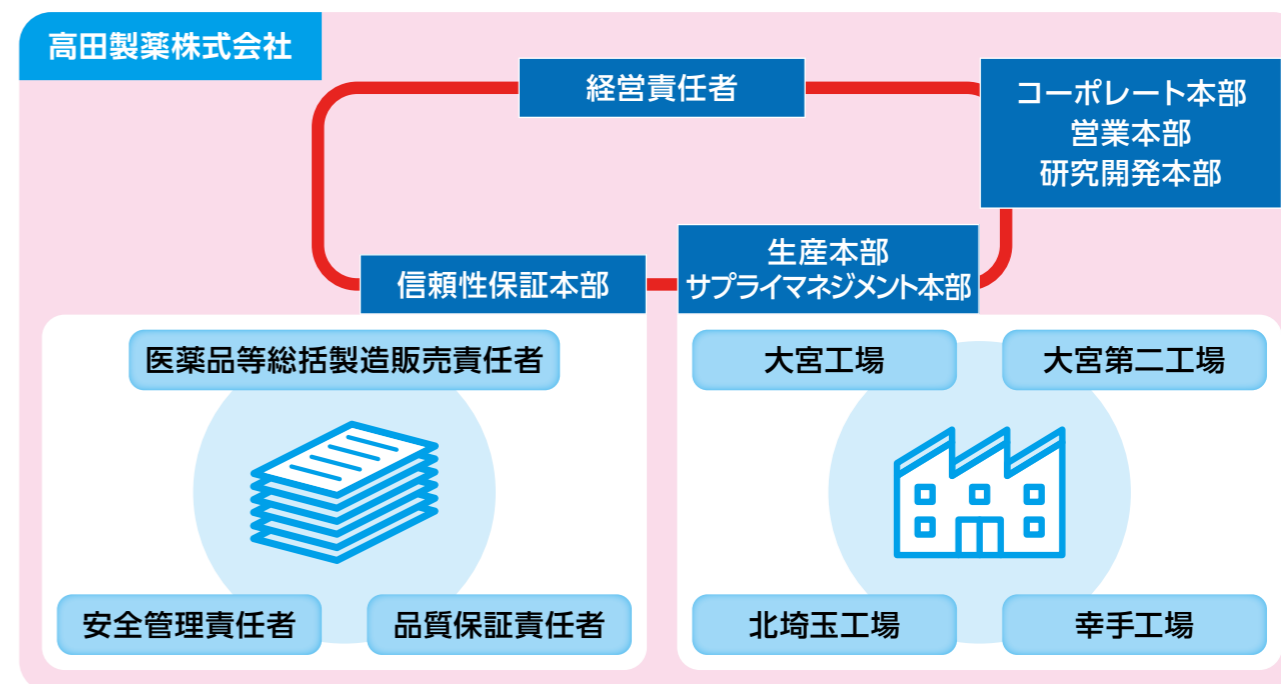 高田製薬株式会社
経営責任者
コーポレート本部
営業本部
研究開発本部
生産本部
サプライマネジメント本部
信頼性保証本部
医薬品等総括製造販売責任者
安全管理責任者
品質保証責任者
大宮工場
大宮第二工場
北埼玉工場
幸手工場